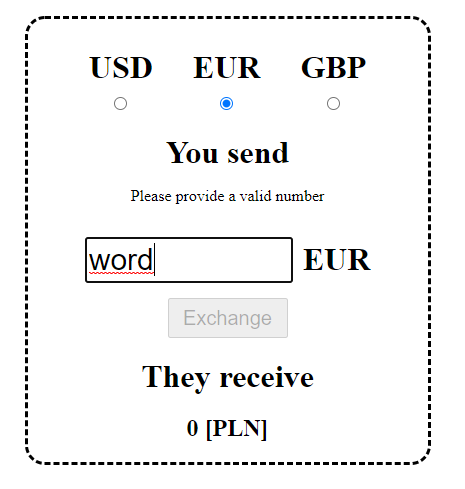 USD EUR GBP
You send
Please provide a valid number
word EUR
Exchange
They receive
0 [PLN]